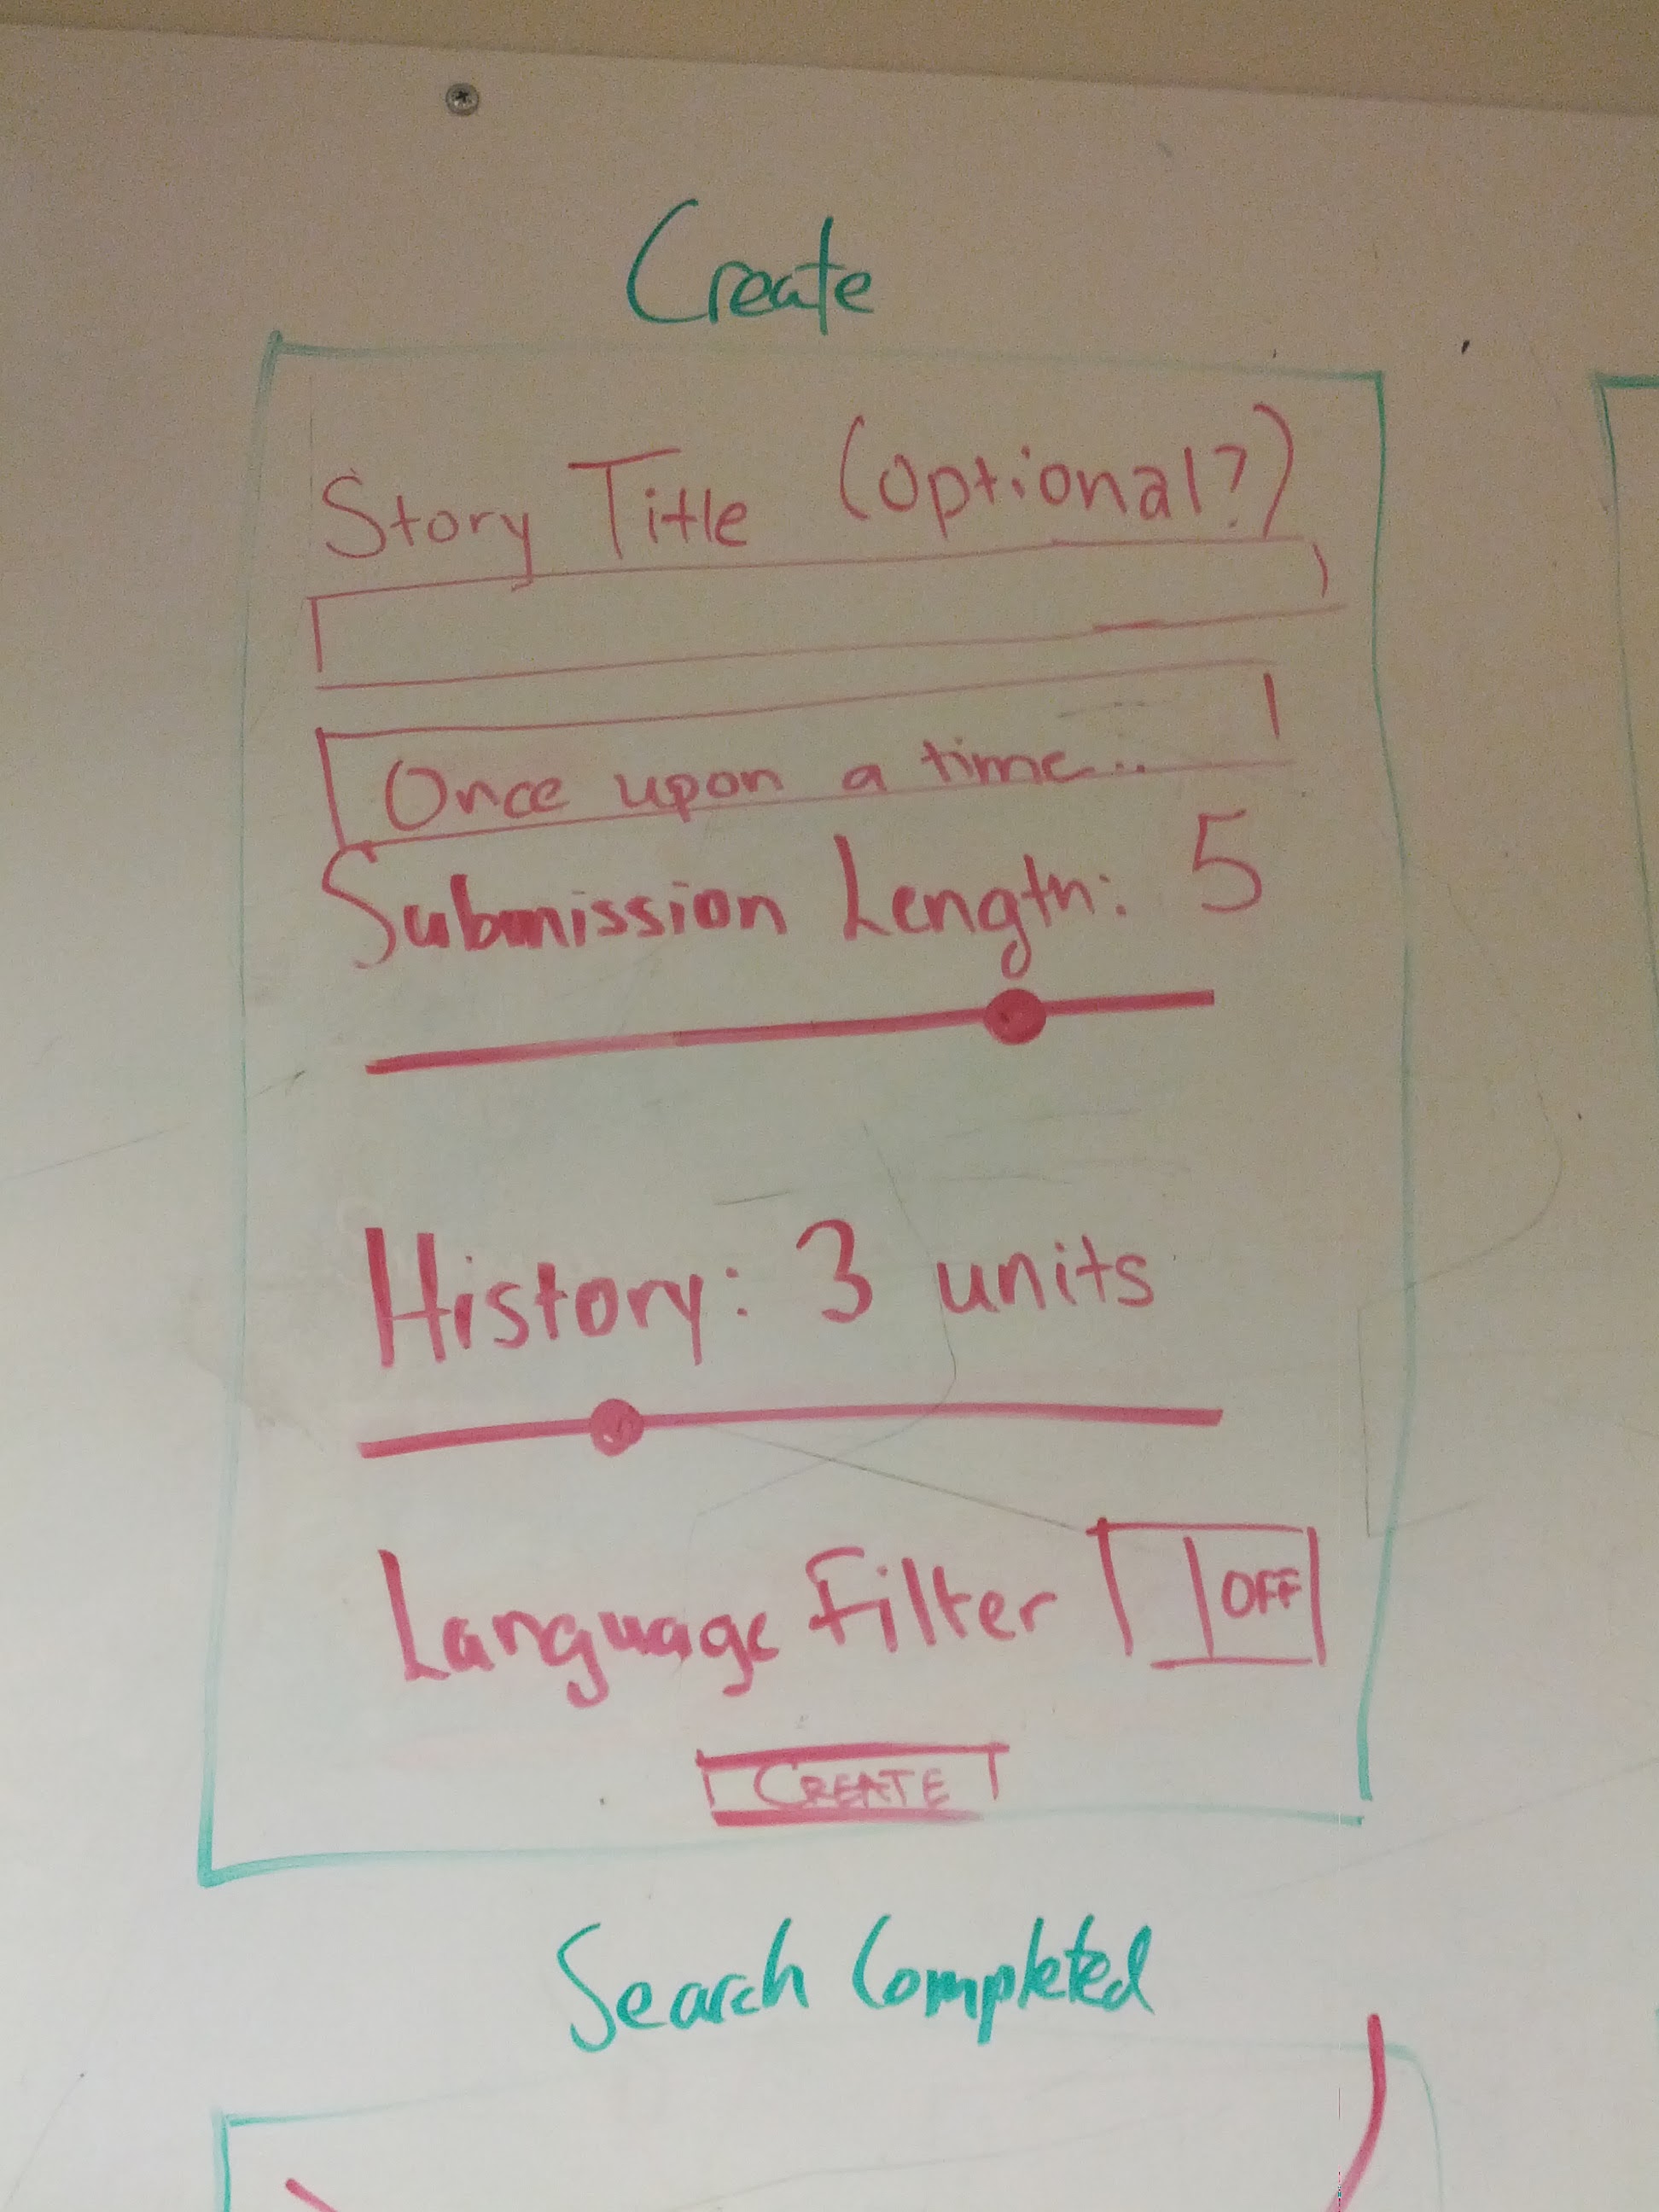 Create
Story Title (optional?)
Once upon a time...
Submission Length: 5
History: 3 units
Language Filter OFF
CREATE
Search Completed